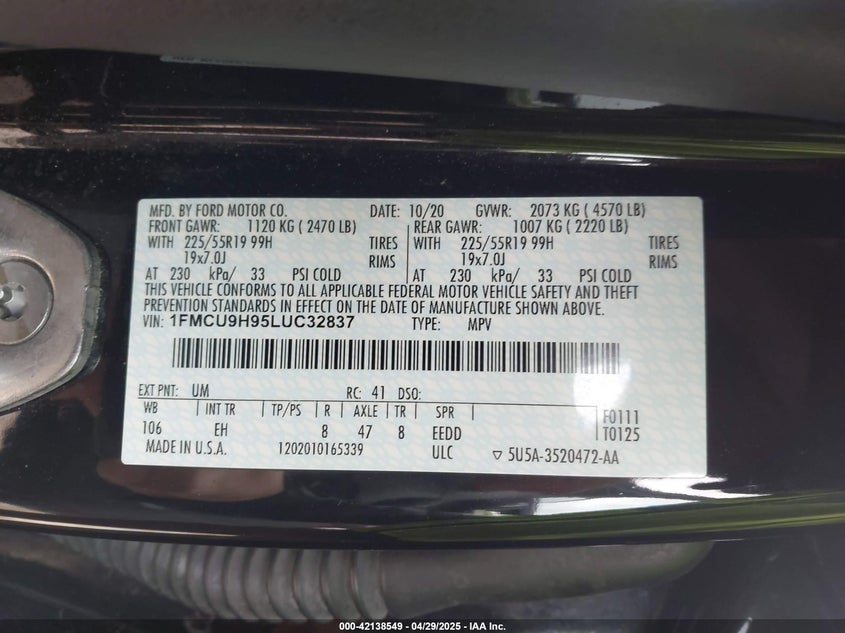 MFD. BY FORD MOTOR CO. DATE: 10/20 GVWR: 2073 KG ( 4570 LB)
FRONT GAWR: 1120 KG ( 2470 LB) REAR GAWR: 1007 KG ( 2220 LB)
WITH 225/55R19 99H TIRES WITH 225/55R19 99H TIRES
19x7.0J RIMS 19x7.0J RIMS
AT 230 kPa/ 33 PSI COLD AT 230 kPa/ 33 PSI COLD
THIS VEHICLE CONFORMS TO ALL APPLICABLE FEDERAL MOTOR VEHICLE SAFETY AND THEFT
PREVENTION STANDARDS IN EFFECT ON THE DATE OF MANUFACTURE SHOWN ABOVE.
VIN: 1FMCU9H95LUC32837 TYPE: MPV
EXT PNT: UM RC: 41 DSO:
WB INT TR TP/PS R AXLE TR SPR
106 EH 8 47 8 EEDD
F0111
T0125
MADE IN U.S.A. 1202010165339 ULC ▽ 5U5A-3520472-AA
000-42138549 - 04/29/2025 - IAA Inc.